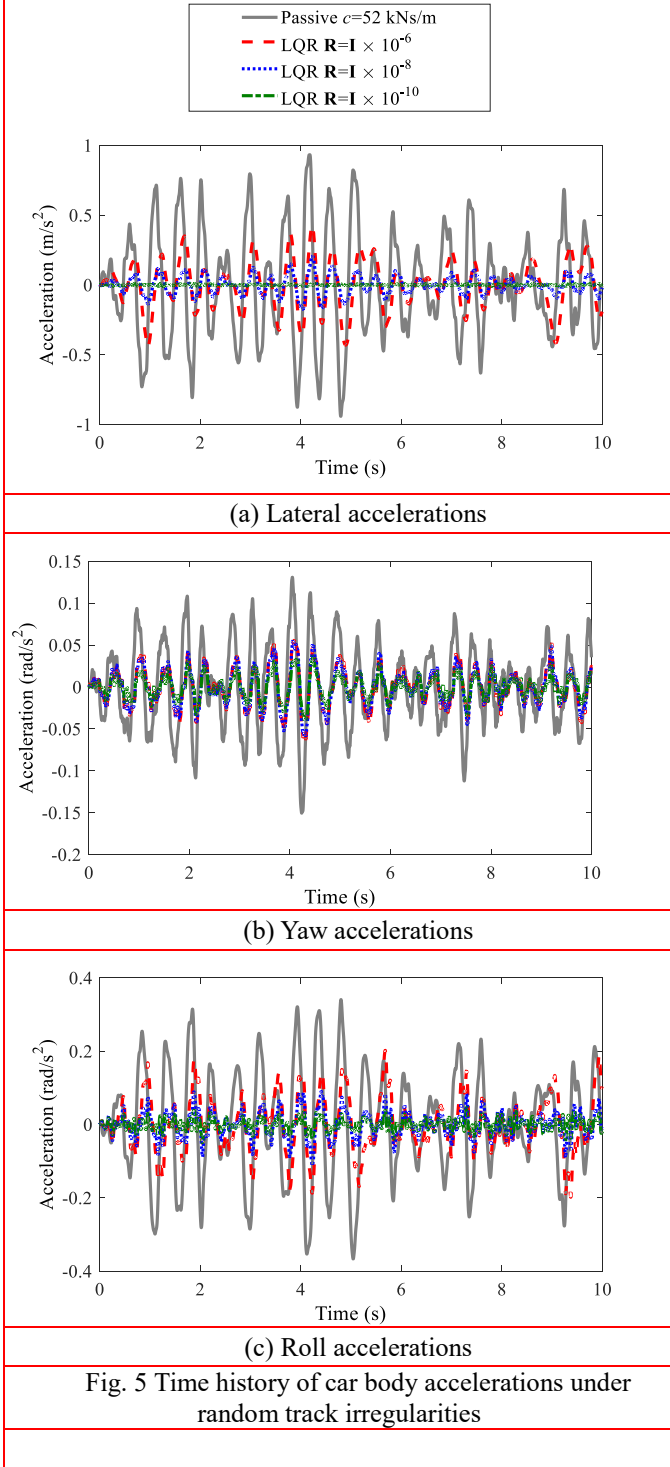 Passive c=52 kNs/m
LQR R=I × 10⁻⁶
LQR R=I × 10⁻⁸
LQR R=I × 10⁻¹⁰
1
0.5
0
-0.5
-1
Acceleration (m/s²)
0 2 4 6 8 10
Time (s)
(a) Lateral accelerations
0.15
0.1
0.05
0
-0.05
-0.1
-0.15
-0.2
Acceleration (rad/s²)
0 2 4 6 8 10
Time (s)
(b) Yaw accelerations
0.4
0.2
0
-0.2
-0.4
Acceleration (rad/s²)
0 2 4 6 8 10
Time (s)
(c) Roll accelerations
Fig. 5 Time history of car body accelerations under
random track irregularities